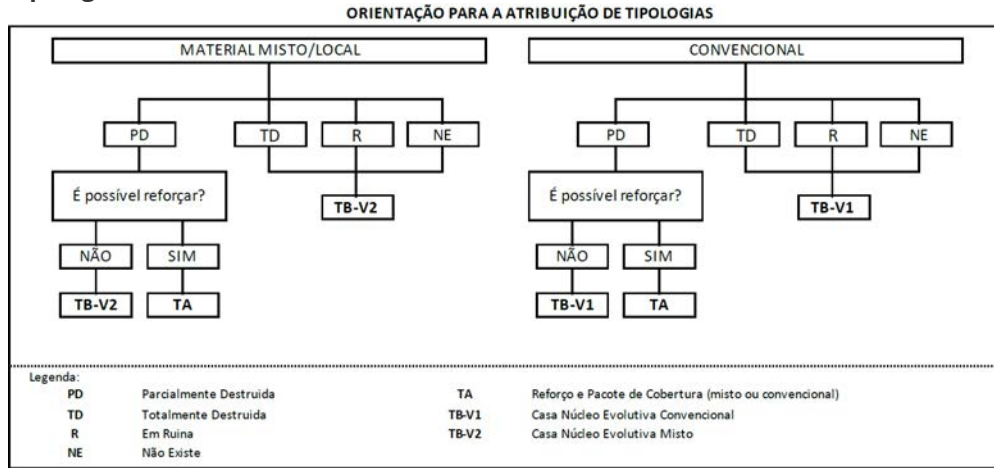 ORIENTAÇÃO PARA A ATRIBUIÇÃO DE TIPOLOGIAS
MATERIAL MISTO/LOCAL
CONVENCIONAL
PD TD R NE
PD TD R NE
É possível reforçar?
TB-V2
É possível reforçar?
TB-V1
NÃO SIM
NÃO SIM
TB-V2 TA
TB-V1 TA
Legenda:
PD Parcialmente Destruida TA Reforço e Pacote de Cobertura (misto ou convencional)
TD Totalmente Destruida TB-V1 Casa Núcleo Evolutiva Convencional
R Em Ruina TB-V2 Casa Núcleo Evolutiva Misto
NE Não Existe